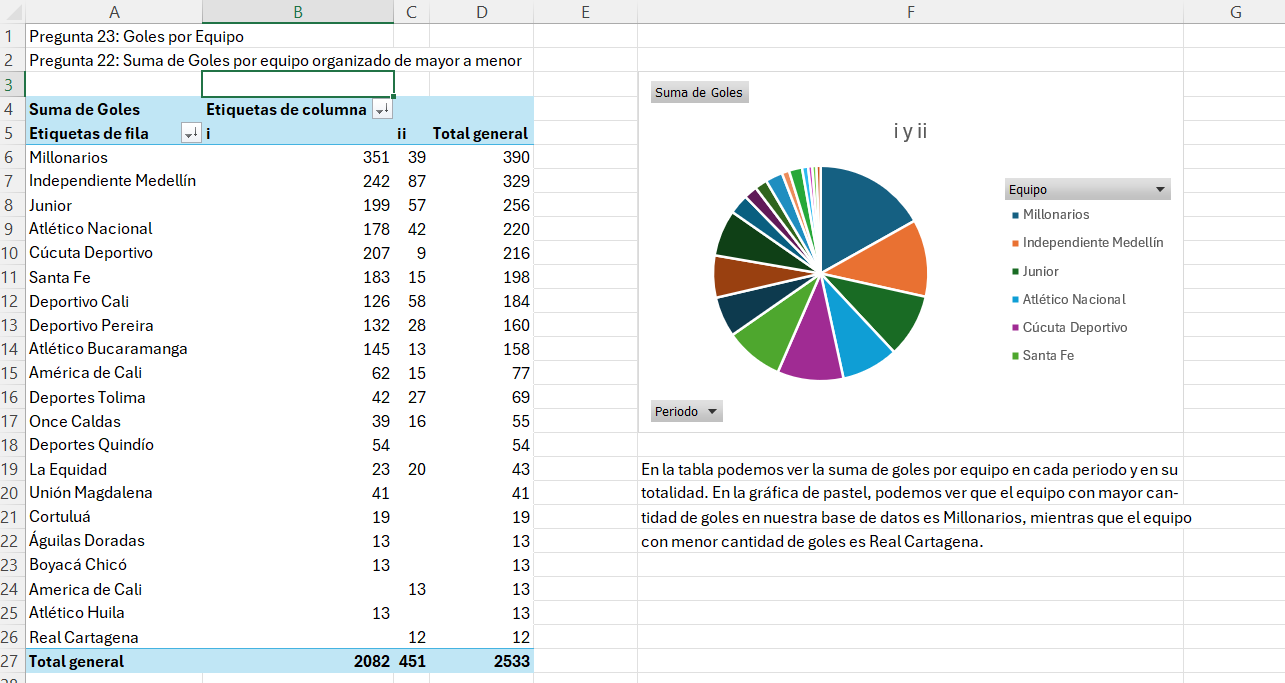 A B C D E F G
1 Pregunta 23: Goles por Equipo
2 Pregunta 22: Suma de Goles por equipo organizado de mayor a menor
3
4 Suma de Goles Etiquetas de columna
5 Etiquetas de fila i ii Total general
6 Millonarios 351 39 390
7 Independiente Medellín 242 87 329
8 Junior 199 57 256
9 Atlético Nacional 178 42 220
10 Cúcuta Deportivo 207 9 216
11 Santa Fe 183 15 198
12 Deportivo Cali 126 58 184
13 Deportivo Pereira 132 28 160
14 Atlético Bucaramanga 145 13 158
15 América de Cali 62 15 77
16 Deportes Tolima 42 27 69
17 Once Caldas 39 16 55
18 Deportes Quindío 54 54
19 La Equidad 23 20 43
20 Unión Magdalena 41 41
21 Cortuluá 19 19
22 Águilas Doradas 13 13
23 Boyacá Chicó 13 13
24 America de Cali 13 13
25 Atlético Huila 13 13
26 Real Cartagena 12 12
27 Total general 2082 451 2533
Suma de Goles
i y ii
Equipo
Millonarios
Independiente Medellín
Junior
Atlético Nacional
Cúcuta Deportivo
Santa Fe
Periodo
En la tabla podemos ver la suma de goles por equipo en cada periodo y en su
totalidad. En la gráfica de pastel, podemos ver que el equipo con mayor can-
tidad de goles en nuestra base de datos es Millonarios, mientras que el equipo
con menor cantidad de goles es Real Cartagena.